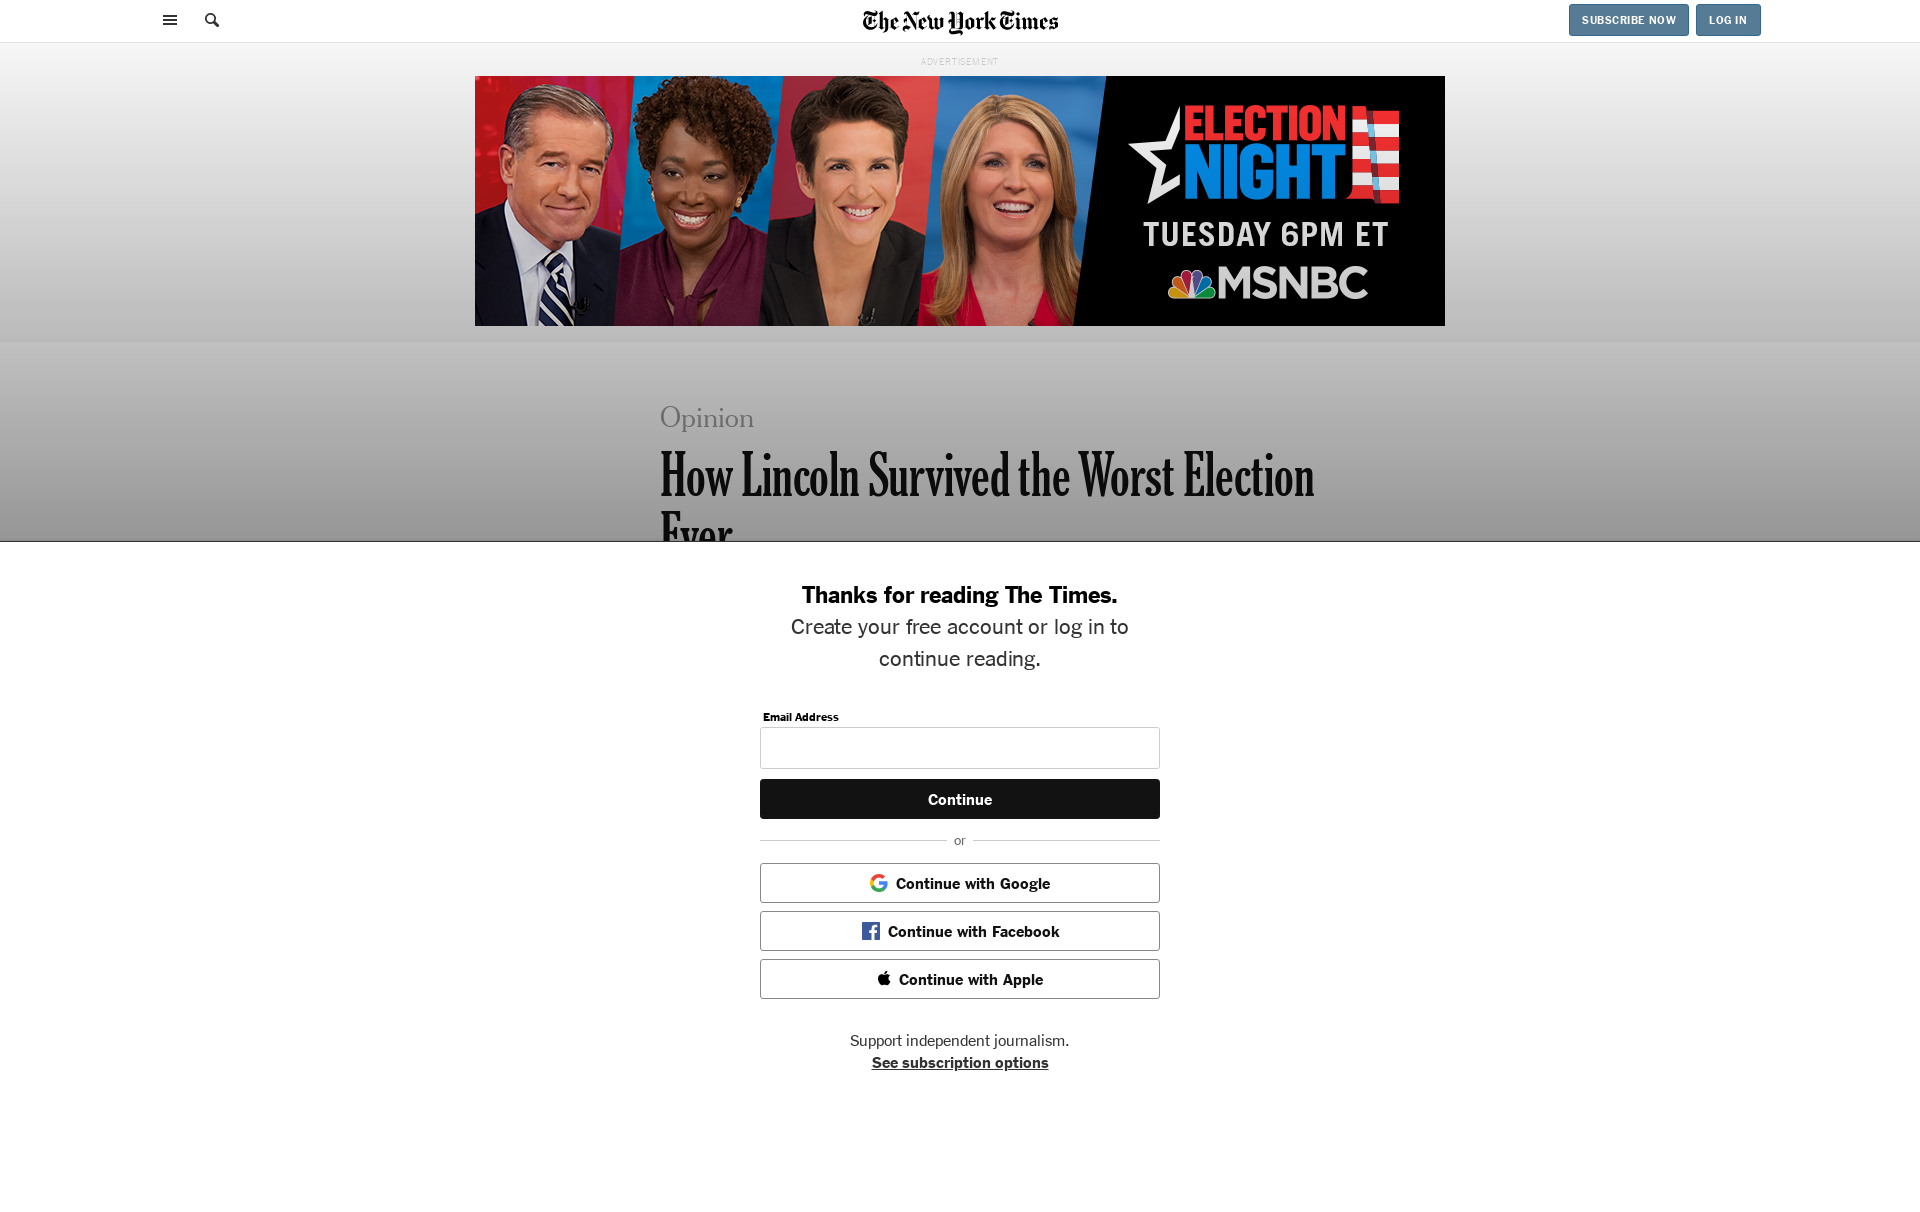 The New York Times
SUBSCRIBE NOW
LOG IN
ADVERTISEMENT
ELECTION
NIGHT
TUESDAY 6PM ET
MSNBC
Opinion
How Lincoln Survived the Worst Election
Ever
Thanks for reading The Times.
Create your free account or log in to
continue reading.
Email Address
Continue
or
Continue with Google
Continue with Facebook
Continue with Apple
Support independent journalism.
See subscription options